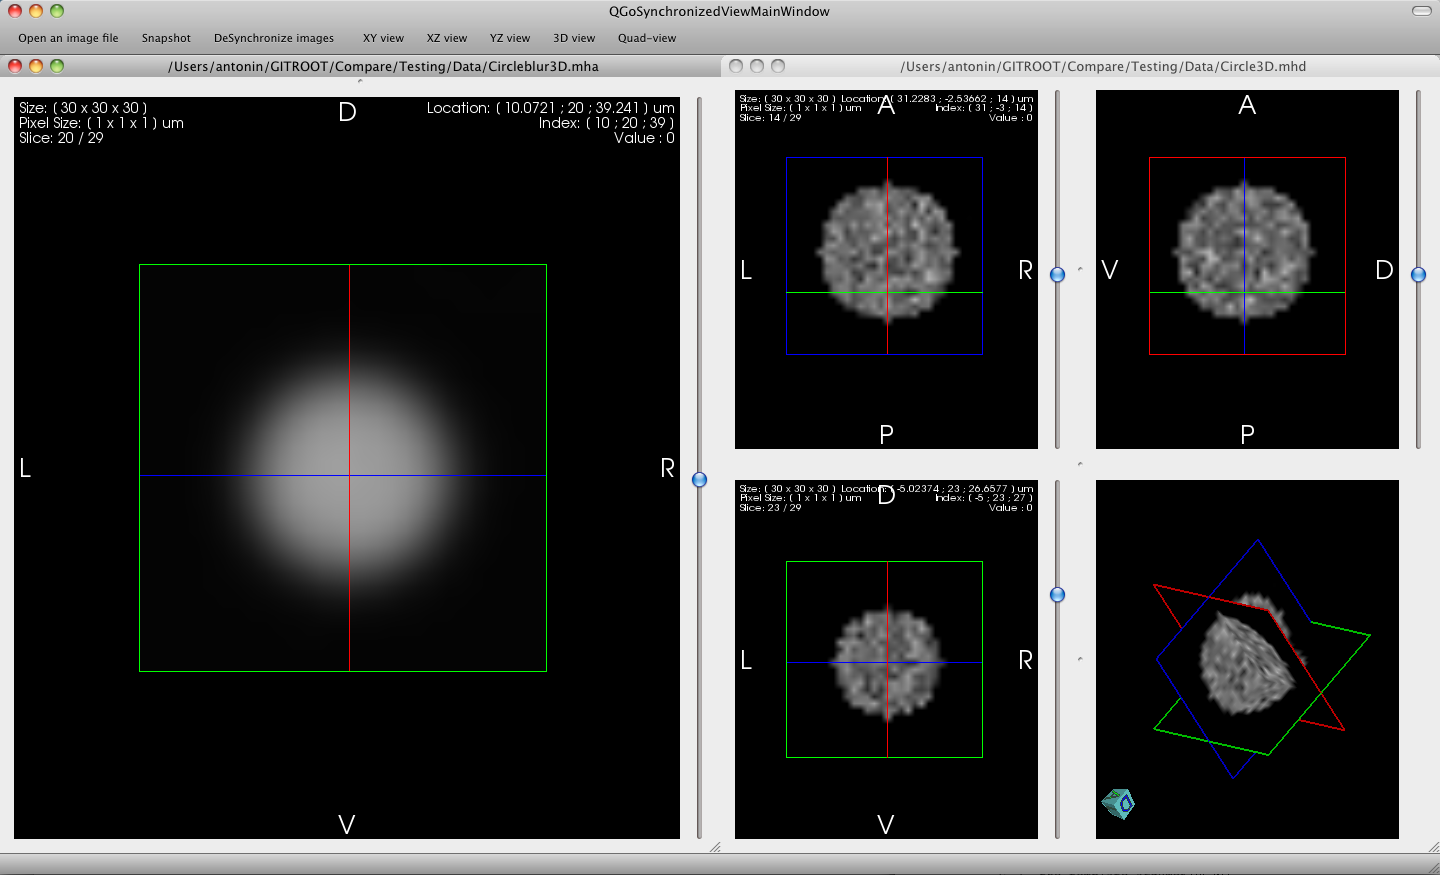 QGoSynchronizedViewMainWindow
Open an image file Snapshot DeSynchronize images XY view XZ view YZ view 3D view Quad-view
/Users/antonin/GITROOT/Compare/Testing/Data/Circleblur3D.mha
Size: ( 30 x 30 x 30 ) D Location: ( 10.0721 ; 20 ; 39.241 ) um
Pixel Size: ( 1 x 1 x 1 ) um Index: ( 10 ; 20 ; 39 )
Slice: 20 / 29 Value : 0
L R
V
/Users/antonin/GITROOT/Compare/Testing/Data/Circle3D.mhd
Size: ( 30 x 30 x 30 ) Location: ( 31.2283 ; -2.53662 ; 14 ) um
Pixel Size: ( 1 x 1 x 1 ) um A Index: ( 31 ; -3 ; 14 )
Slice: 14 / 29 Value : 0
L R
P
A
V D
P
Size: ( 30 x 30 x 30 ) Location: ( -5.02374 ; 23 ; 26.6577 ) um
Pixel Size: ( 1 x 1 x 1 ) um D Index: ( -5 ; 23 ; 27 )
Slice: 23 / 29 Value : 0
L R
V